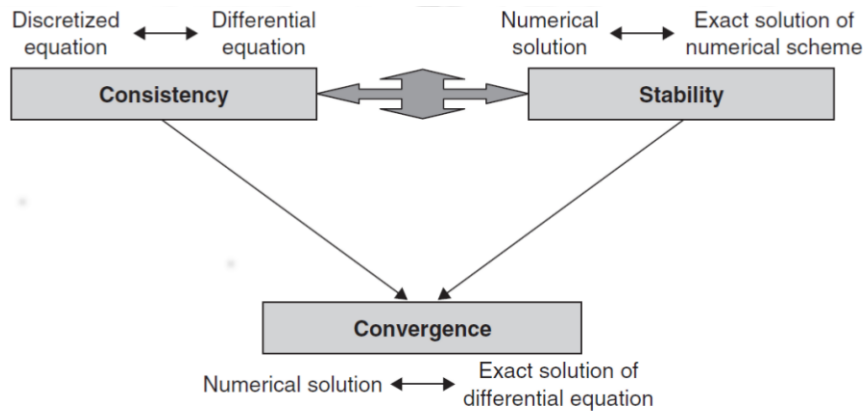 Discretized Differential
equation equation
Numerical Exact solution of
solution numerical scheme
Consistency
Stability
Convergence
Numerical solution Exact solution of
differential equation